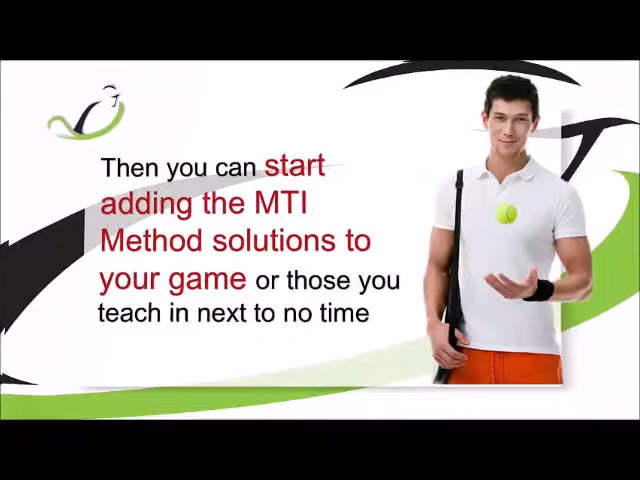 Then you can start
adding the MTI
Method solutions to
your game or those you
teach in next to no time